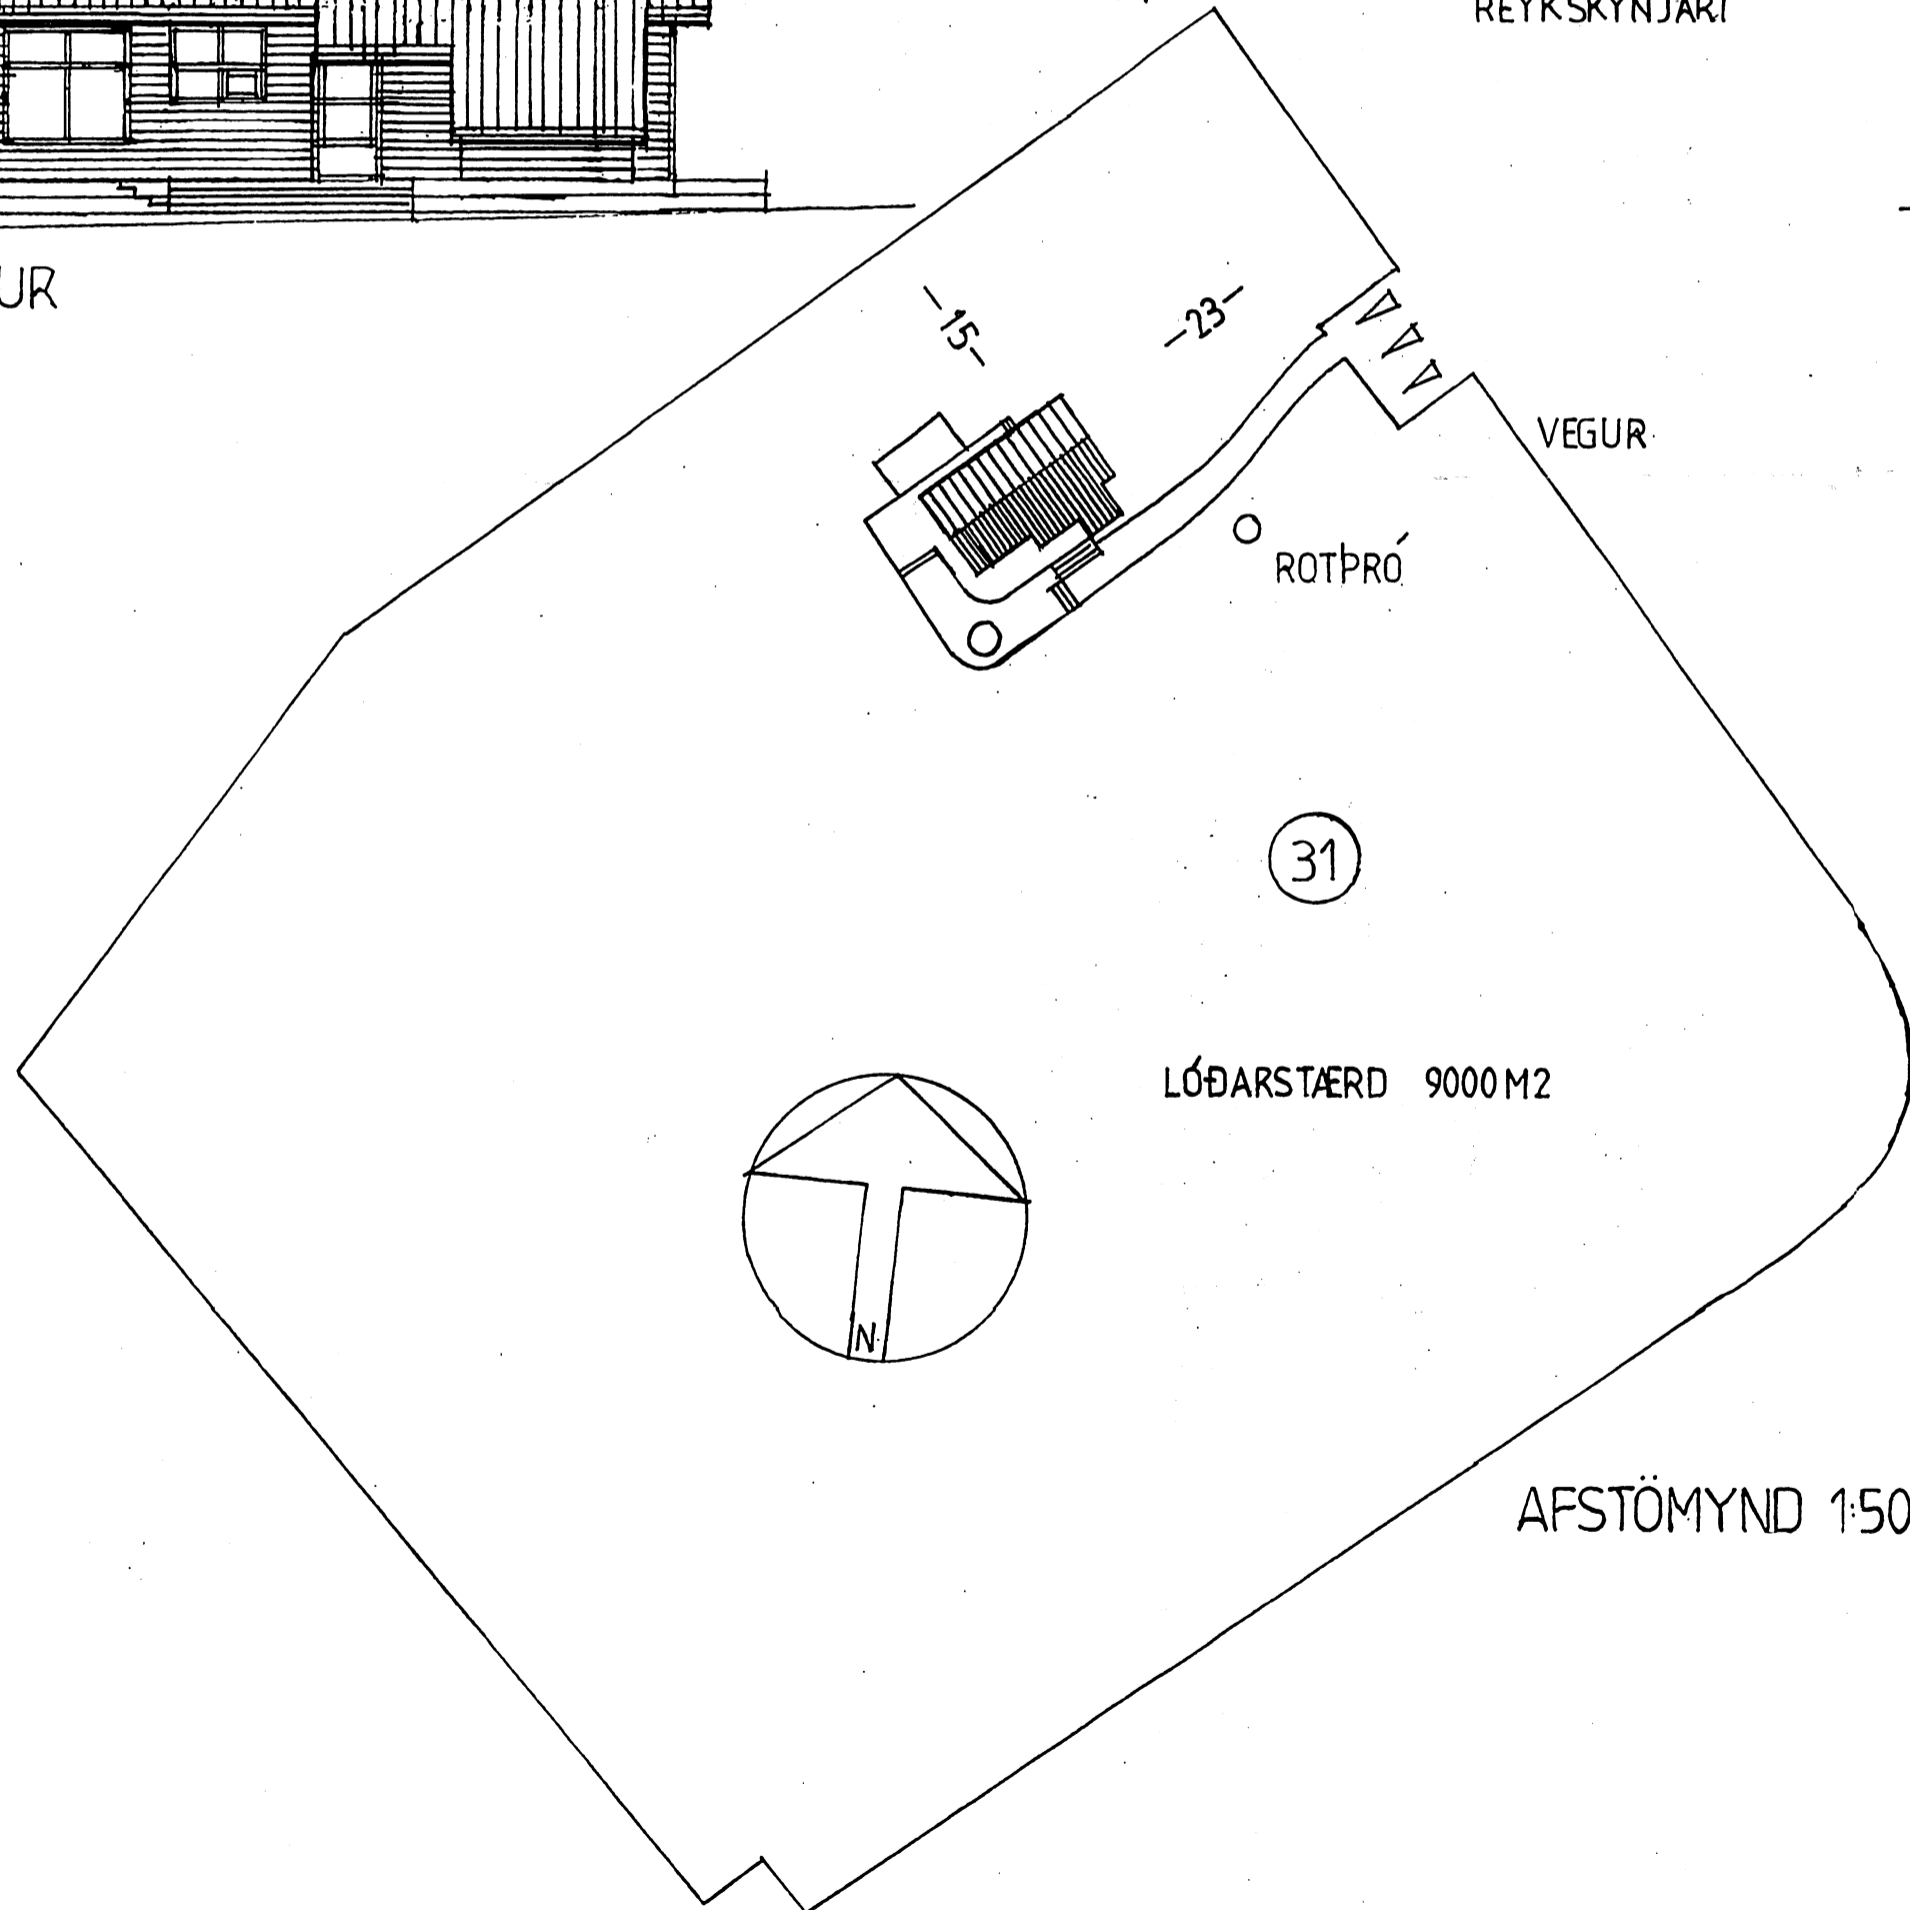 REYKSKYNJARI
UR
-15-
-23-
VEGUR
ROTÞRÓ
31
LÓÐARSTÆRD 9000M2
N
AFSTÖMYND 1:50